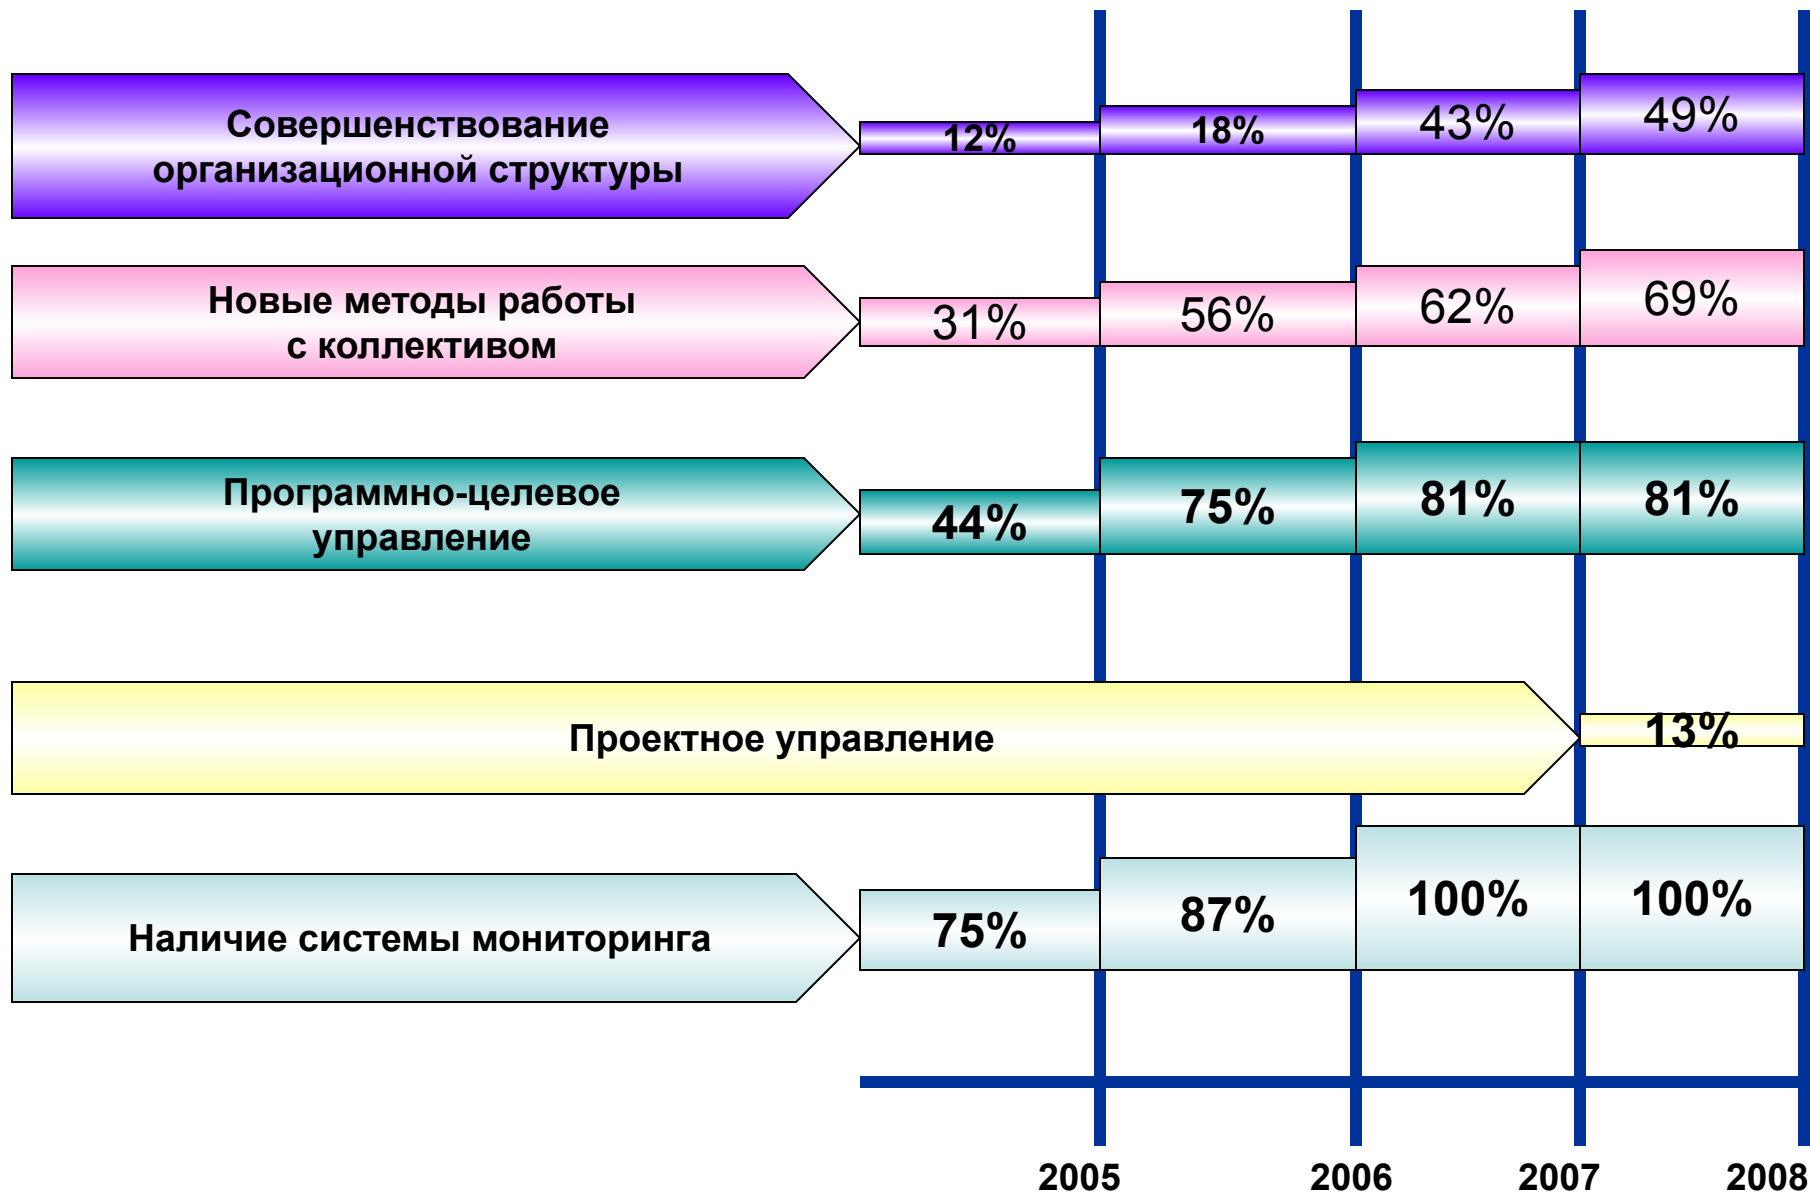 Совершенствование
организационной структуры
12%
18%
43%
49%
Новые методы работы
с коллективом
31%
56%
62%
69%
Программно-целевое
управление
44%
75%
81%
81%
Проектное управление
13%
Наличие системы мониторинга
75%
87%
100%
100%
2005
2006
2007
2008